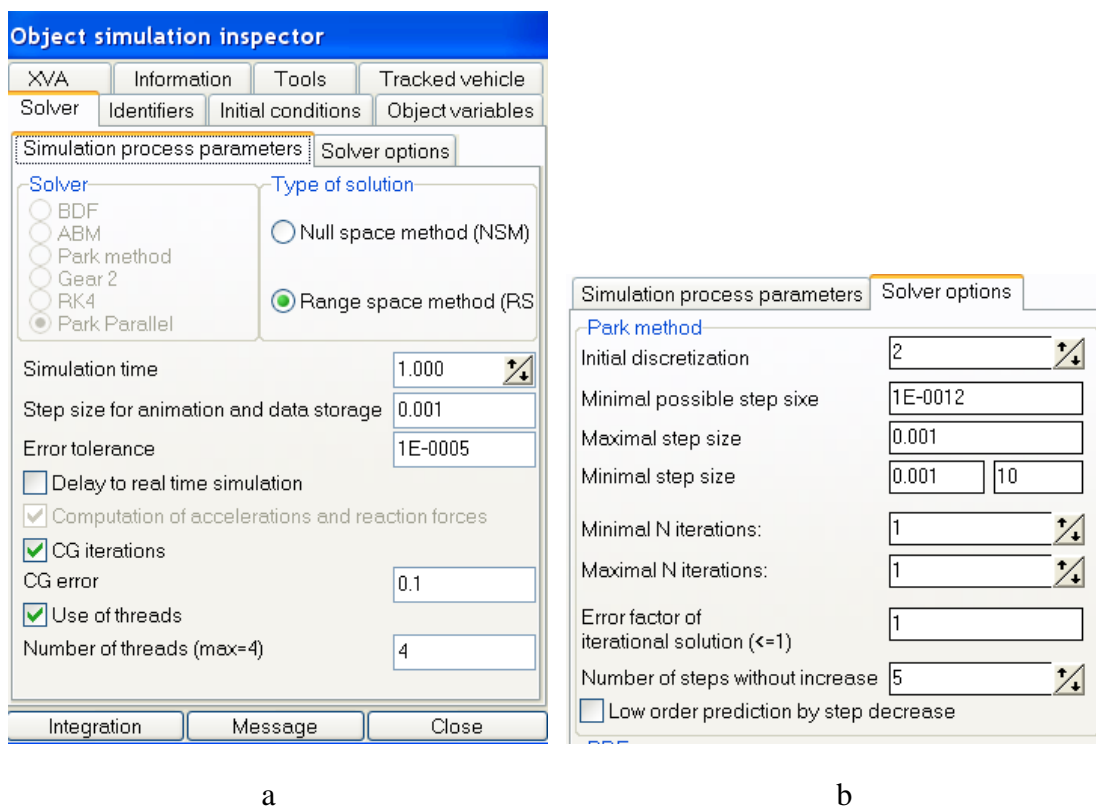 Object simulation inspector
XVA Information Tools Tracked vehicle
Solver Identifiers Initial conditions Object variables
Simulation process parameters Solver options
Solver
BDF
ABM
Park method
Gear 2
RK4
Park Parallel
Type of solution
Null space method (NSM)
Range space method (RS
Simulation time 1.000
Step size for animation and data storage 0.001
Error tolerance 1E-0005
Delay to real time simulation
Computation of accelerations and reaction forces
CG iterations
CG error 0.1
Use of threads
Number of threads (max=4) 4
Integration Message Close
a
Simulation process parameters Solver options
Park method
Initial discretization 2
Minimal possible step sixe 1E-0012
Maximal step size 0.001
Minimal step size 0.001 10
Minimal N iterations: 1
Maximal N iterations: 1
Error factor of
iterational solution (<=1) 1
Number of steps without increase 5
Low order prediction by step decrease
b